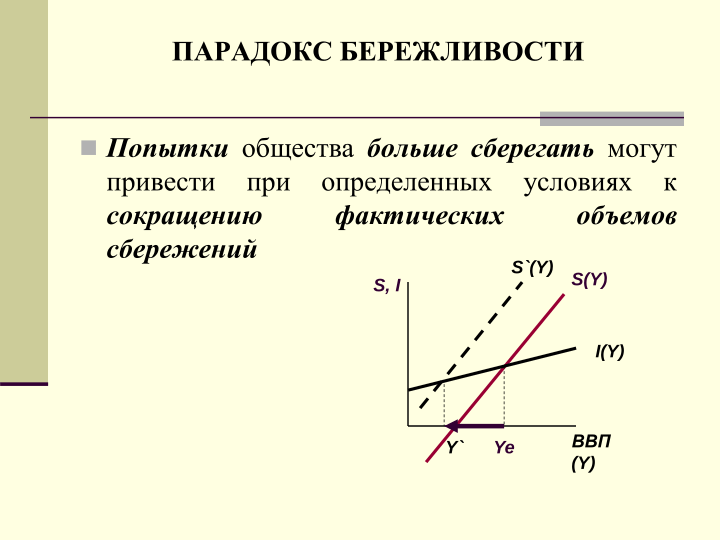 ПАРАДОКС БЕРЕЖЛИВОСТИ
Попытки общества больше сберегать могут
привести при определенных условиях к
сокращению фактических объемов
сбережений
S`(Y)
S, I
S(Y)
I(Y)
Y`
Ye
ВВП
(Y)